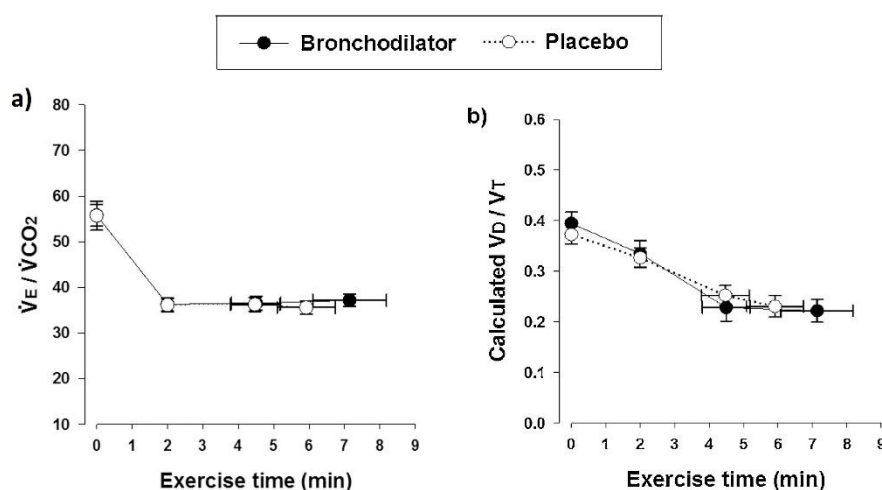 Bronchodilator Placebo
a)
80
70
60
50
40
30
20
10
V̇E / V̇CO2
0 1 2 3 4 5 6 7 8 9
Exercise time (min)
b)
0.6
0.5
0.4
0.3
0.2
0.1
0.0
Calculated VD / VT
0 1 2 3 4 5 6 7 8 9
Exercise time (min)